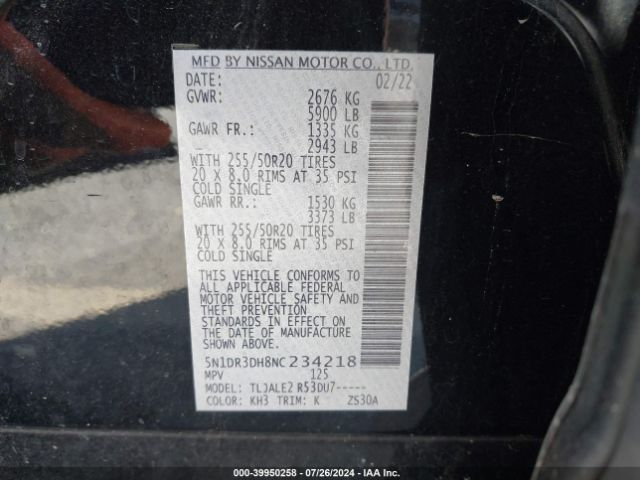 MFD BY NISSAN MOTOR CO., LTD.
DATE: 02/22
GVWR: 2676 KG
5900 LB
GAWR FR.: 1335 KG
2943 LB
WITH 255/50R20 TIRES
20 X 8.0 RIMS AT 35 PSI
COLD SINGLE
GAWR RR.: 1530 KG
3373 LB
WITH 255/50R20 TIRES
20 X 8.0 RIMS AT 35 PSI
COLD SINGLE
THIS VEHICLE CONFORMS TO
ALL APPLICABLE FEDERAL
MOTOR VEHICLE SAFETY AND
THEFT PREVENTION
STANDARDS IN EFFECT ON
THE DATE OF MANUFACTURE
SHOWN ABOVE.
5N1DR3DH8NC234218
MPV 125
MODEL: TLJALE2 R53DU7-----
COLOR: KH3 TRIM: K ZS30A
000-39950258 - 07/26/2024 - IAA Inc.